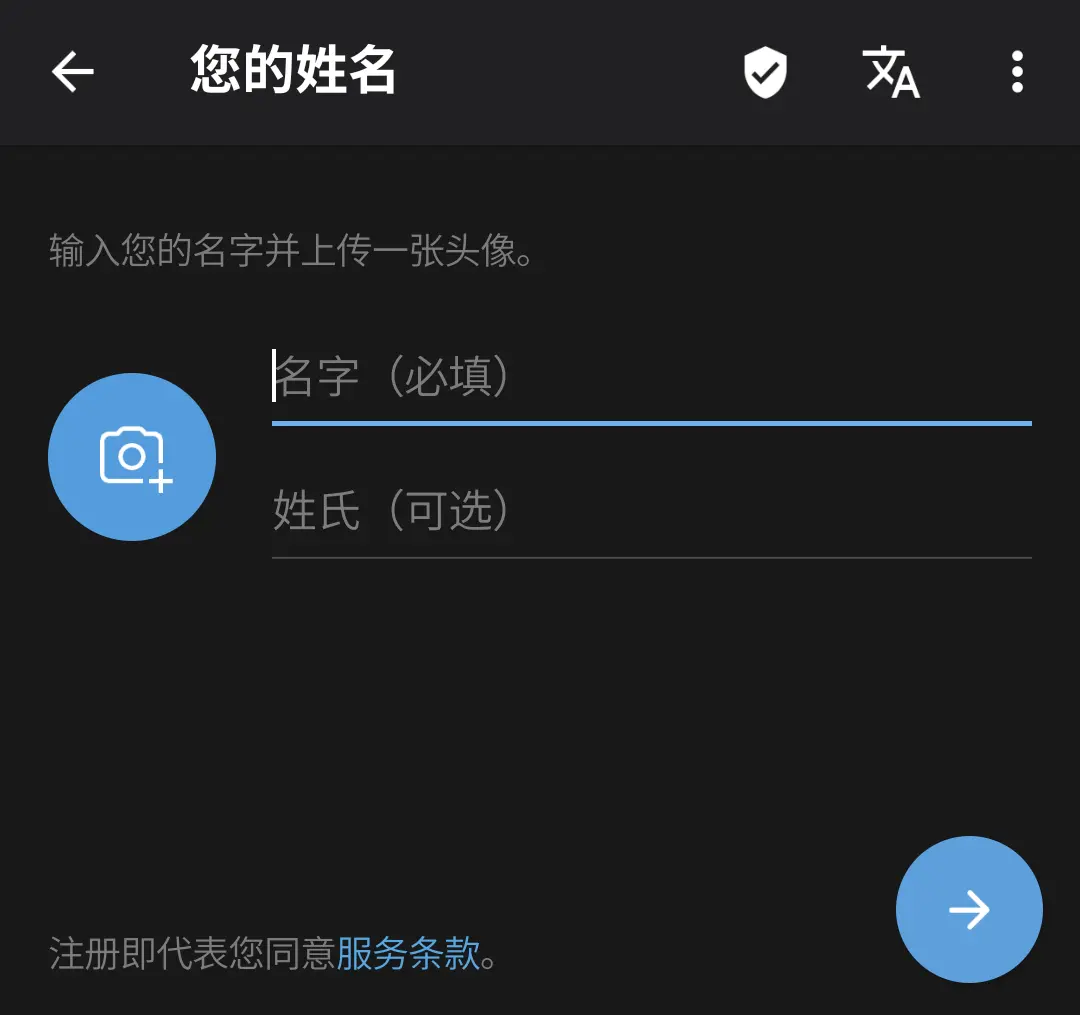 您的姓名
输入您的名字并上传一张头像。
名字（必填）
姓氏（可选）
注册即代表您同意服务条款。